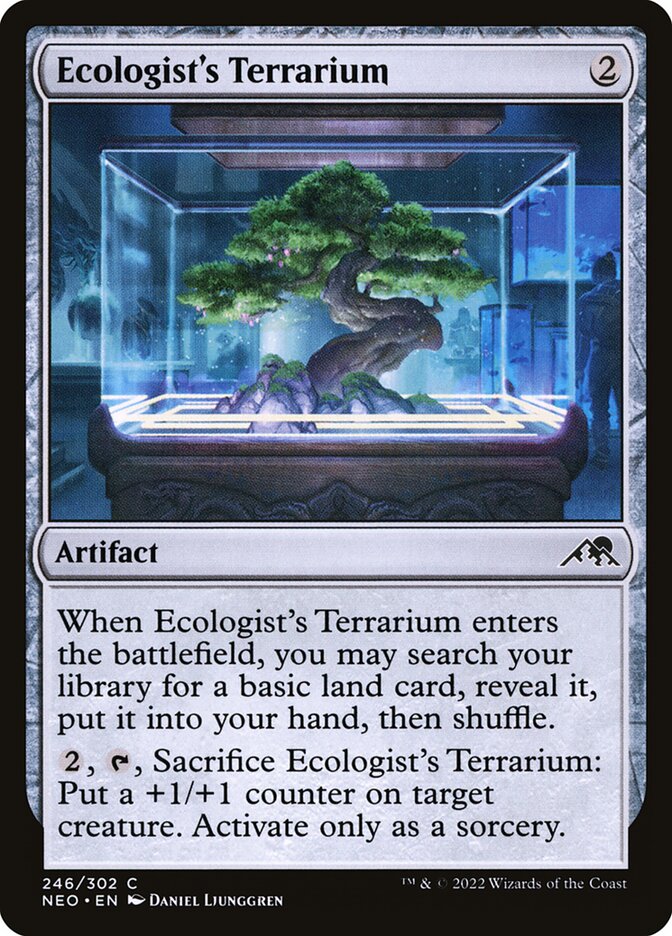 Ecologist's Terrarium 2
Artifact
When Ecologist's Terrarium enters
the battlefield, you may search your
library for a basic land card, reveal it,
put it into your hand, then shuffle.
2, , Sacrifice Ecologist's Terrarium:
Put a +1/+1 counter on target
creature. Activate only as a sorcery.
246/302 C
™ & © 2022 Wizards of the Coast
NEO • EN Daniel Ljunggren